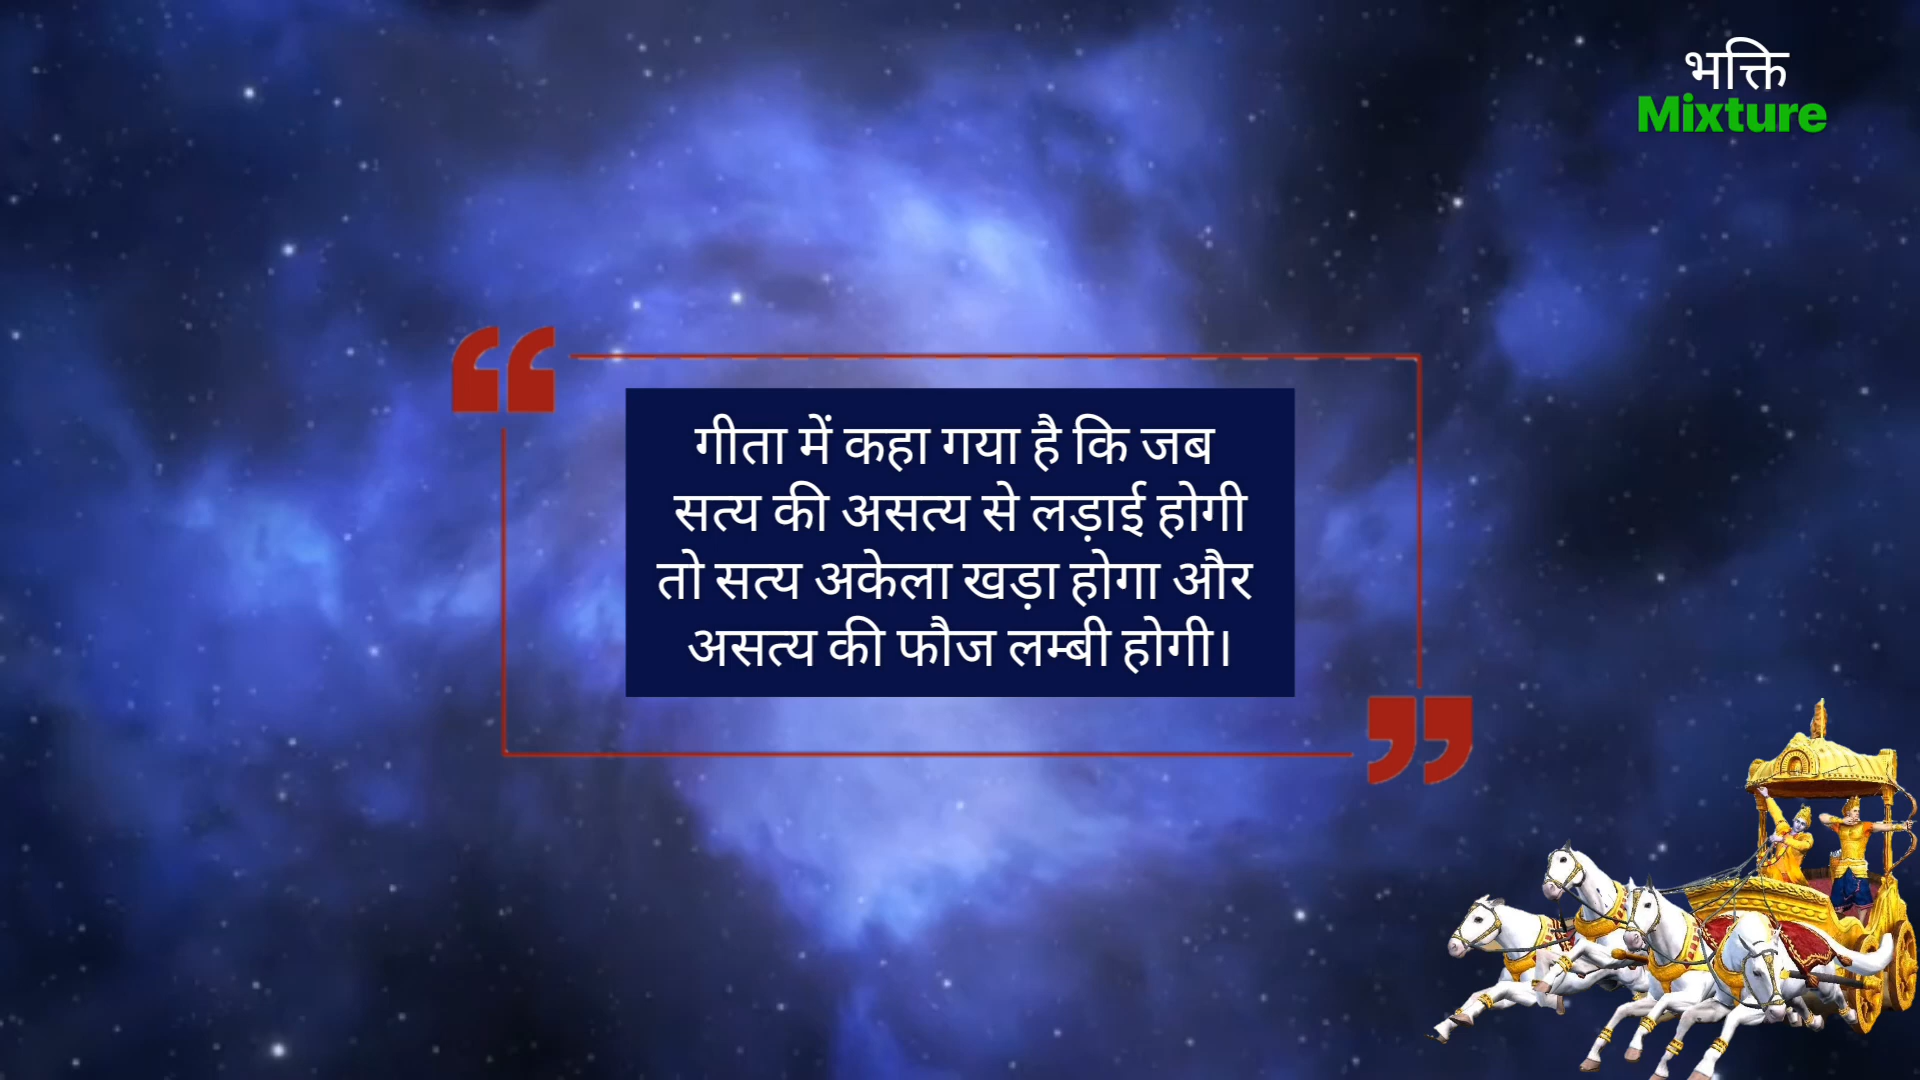 भक्ति
Mixture
गीता में कहा गया है कि जब
सत्य की असत्य से लड़ाई होगी
तो सत्य अकेला खड़ा होगा और
असत्य की फौज लम्बी होगी।